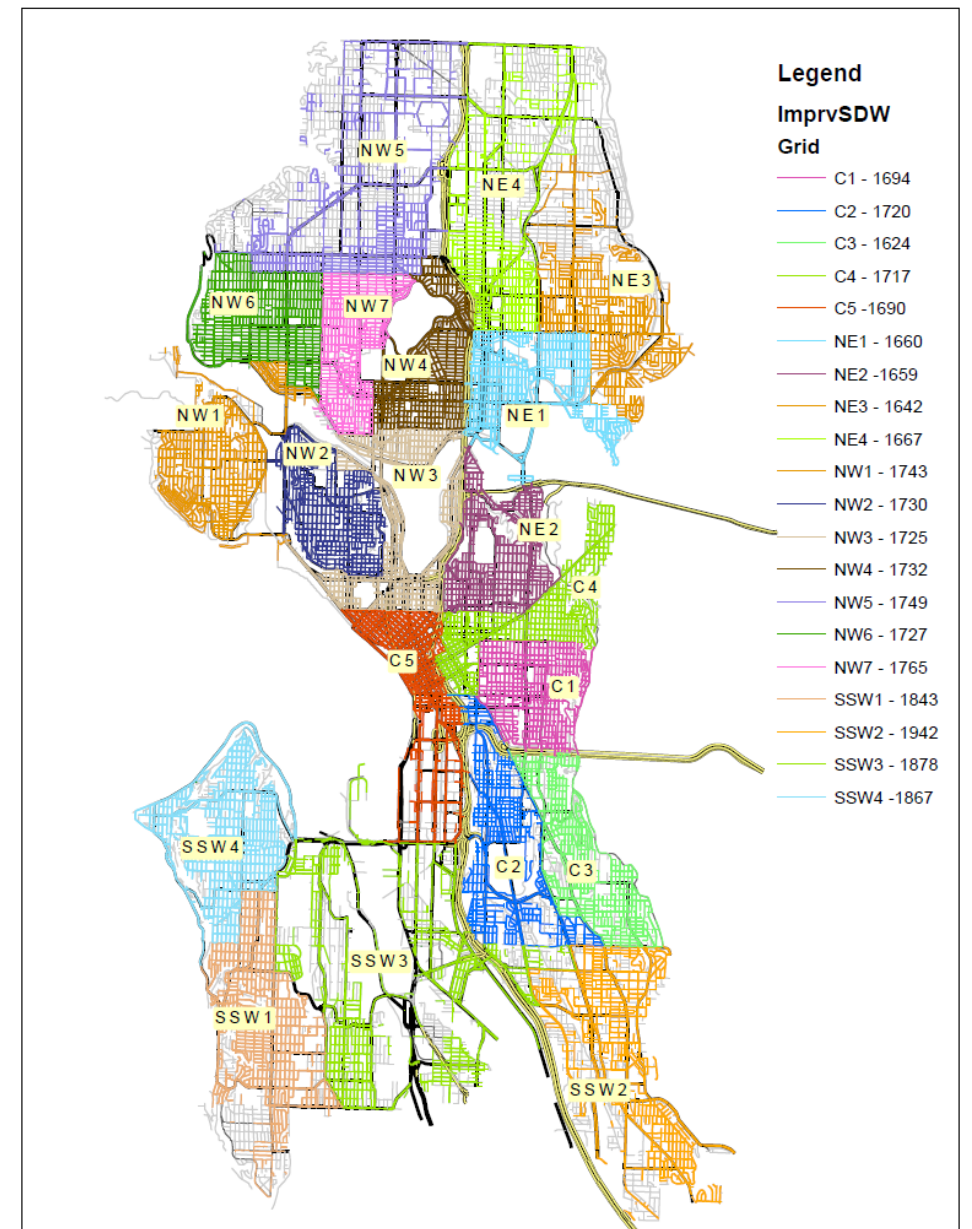 Legend
ImprvSDW
Grid
C1 - 1694
C2 - 1720
C3 - 1624
C4 - 1717
C5 -1690
NE1 - 1660
NE2 -1659
NE3 - 1642
NE4 - 1667
NW1 - 1743
NW2 - 1730
NW3 - 1725
NW4 - 1732
NW5 - 1749
NW6 - 1727
NW7 - 1765
SSW1 - 1843
SSW2 - 1942
SSW3 - 1878
SSW4 -1867
NW5
NE4
NE3
NW6
NW7
NW4
NW1
NE1
NW2
NW3
NE2
C4
C5
C1
SSW4
C2
C3
SSW3
SSW1
SSW2